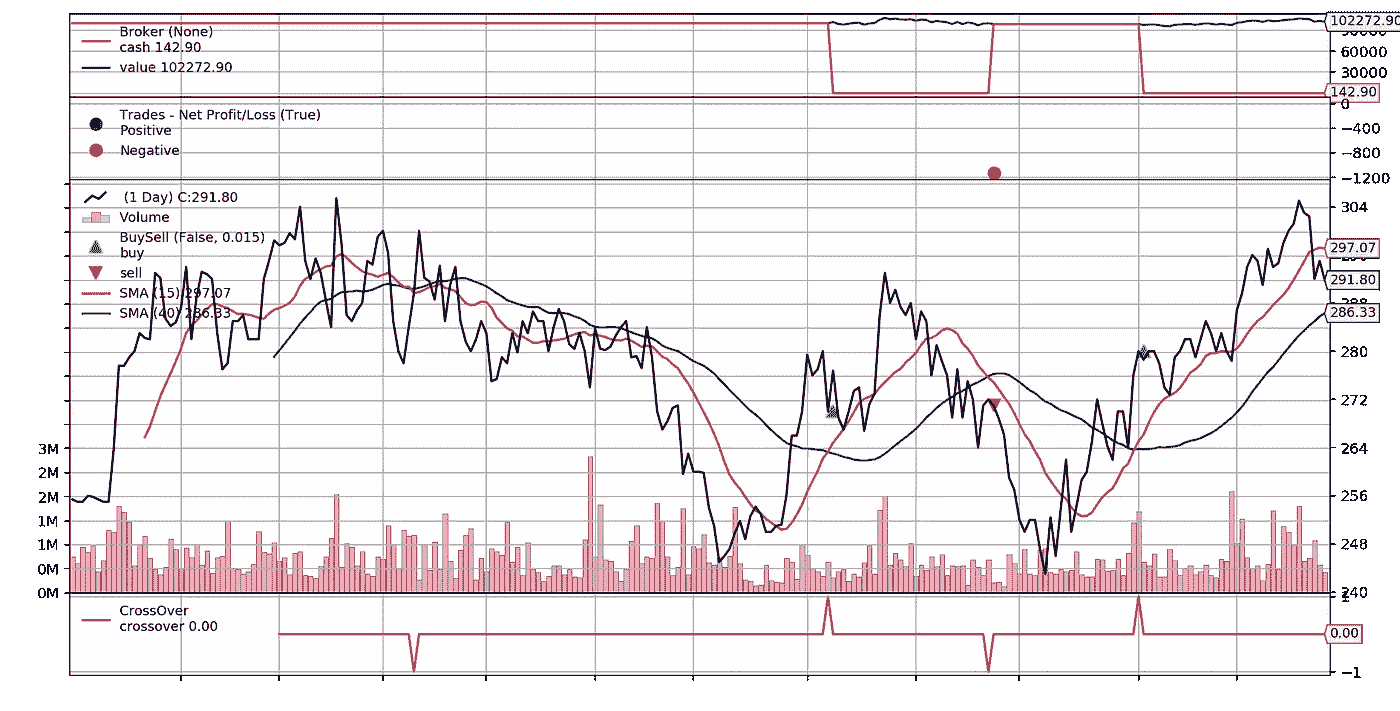 Broker (None)
cash 142.90
value 102272.90
102272.90
60000
30000
142.90
Trades - Net Profit/Loss (True)
Positive
Negative
0
−400
−800
−1200
(1 Day) C:291.80
Volume
BuySell (False, 0.015)
buy
sell
SMA (15) 297.07
SMA (40) 286.33
304
297.07
291.80
288
286.33
280
272
264
256
248
240
3M
2M
2M
1M
1M
0M
0M
CrossOver
crossover 0.00
1
0.00
−1